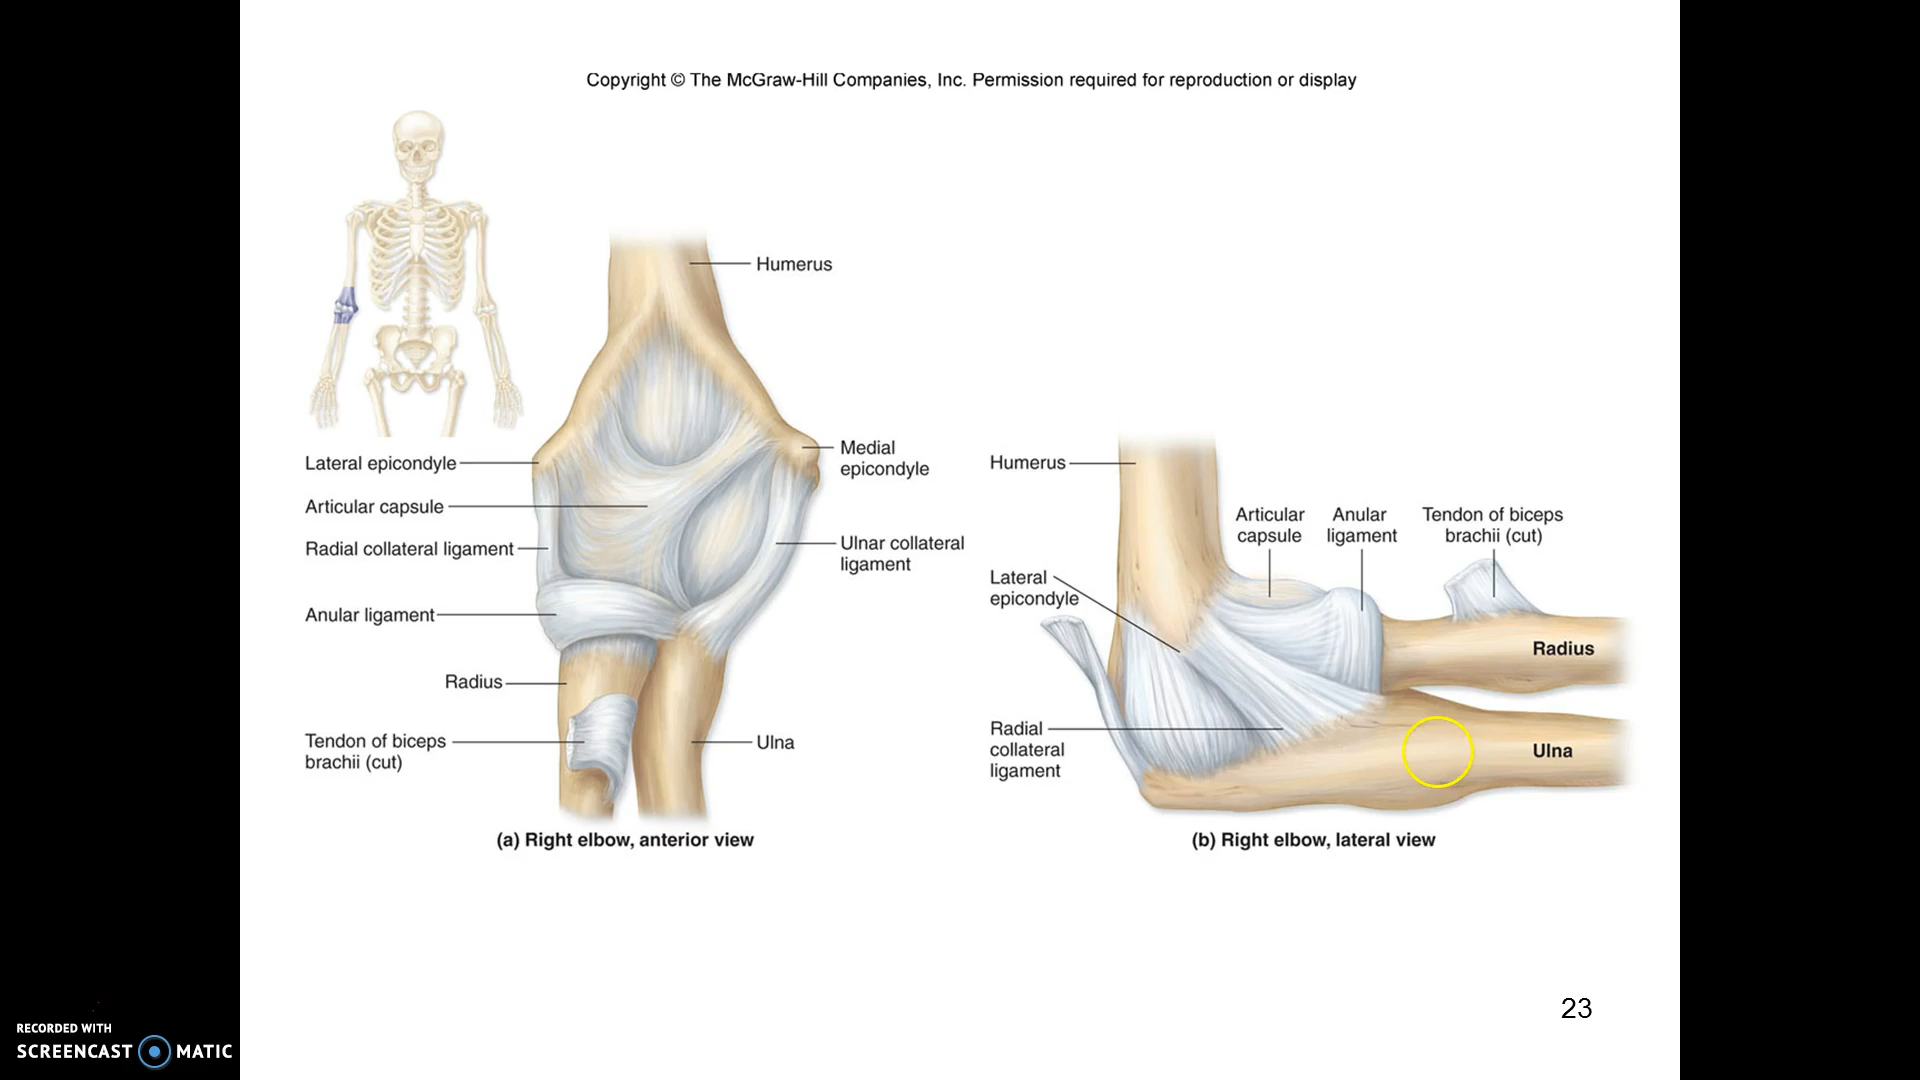 Copyright © The McGraw-Hill Companies, Inc. Permission required for reproduction or display
Humerus
Lateral epicondyle
Articular capsule
Radial collateral ligament
Anular ligament
Radius
Tendon of biceps
brachii (cut)
Medial
epicondyle
Ulnar collateral
ligament
Ulna
(a) Right elbow, anterior view
Humerus
Articular
capsule
Anular
ligament
Tendon of biceps
brachii (cut)
Lateral
epicondyle
Radius
Radial
collateral
ligament
Ulna
(b) Right elbow, lateral view
23
RECORDED WITH
SCREENCAST MATIC